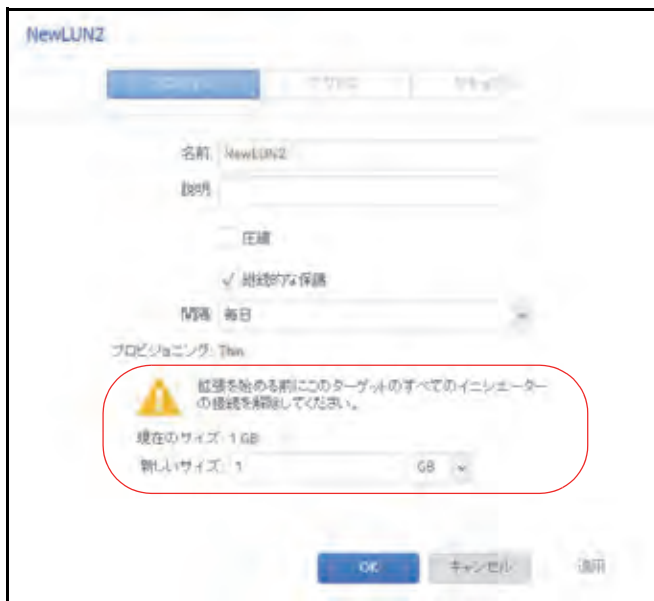 NewLUN2
名前: NewLUN2
説明:
圧縮
✓ 継続的な保護
間隔: 毎日
プロビジョニング: Thin
拡張を始める前にこのターゲットのすべてのイニシエーター
の接続を解除してください。
現在のサイズ: 1 GB
新しいサイズ: 1 GB
OK キャンセル 適用